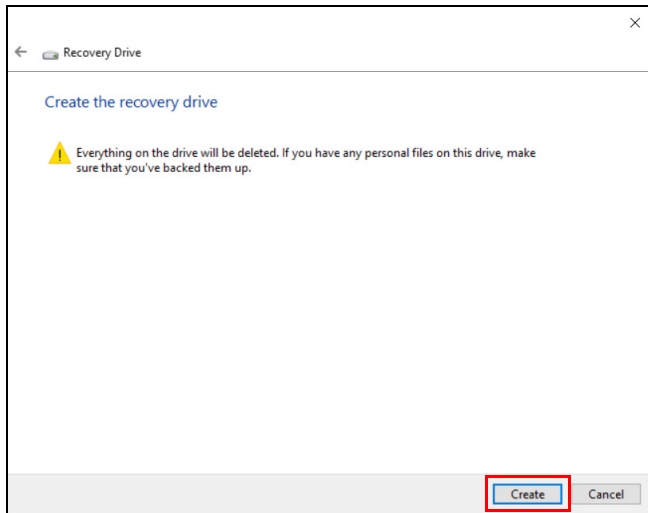 Recovery Drive
Create the recovery drive
Everything on the drive will be deleted. If you have any personal files on this drive, make
sure that you've backed them up.
Create Cancel